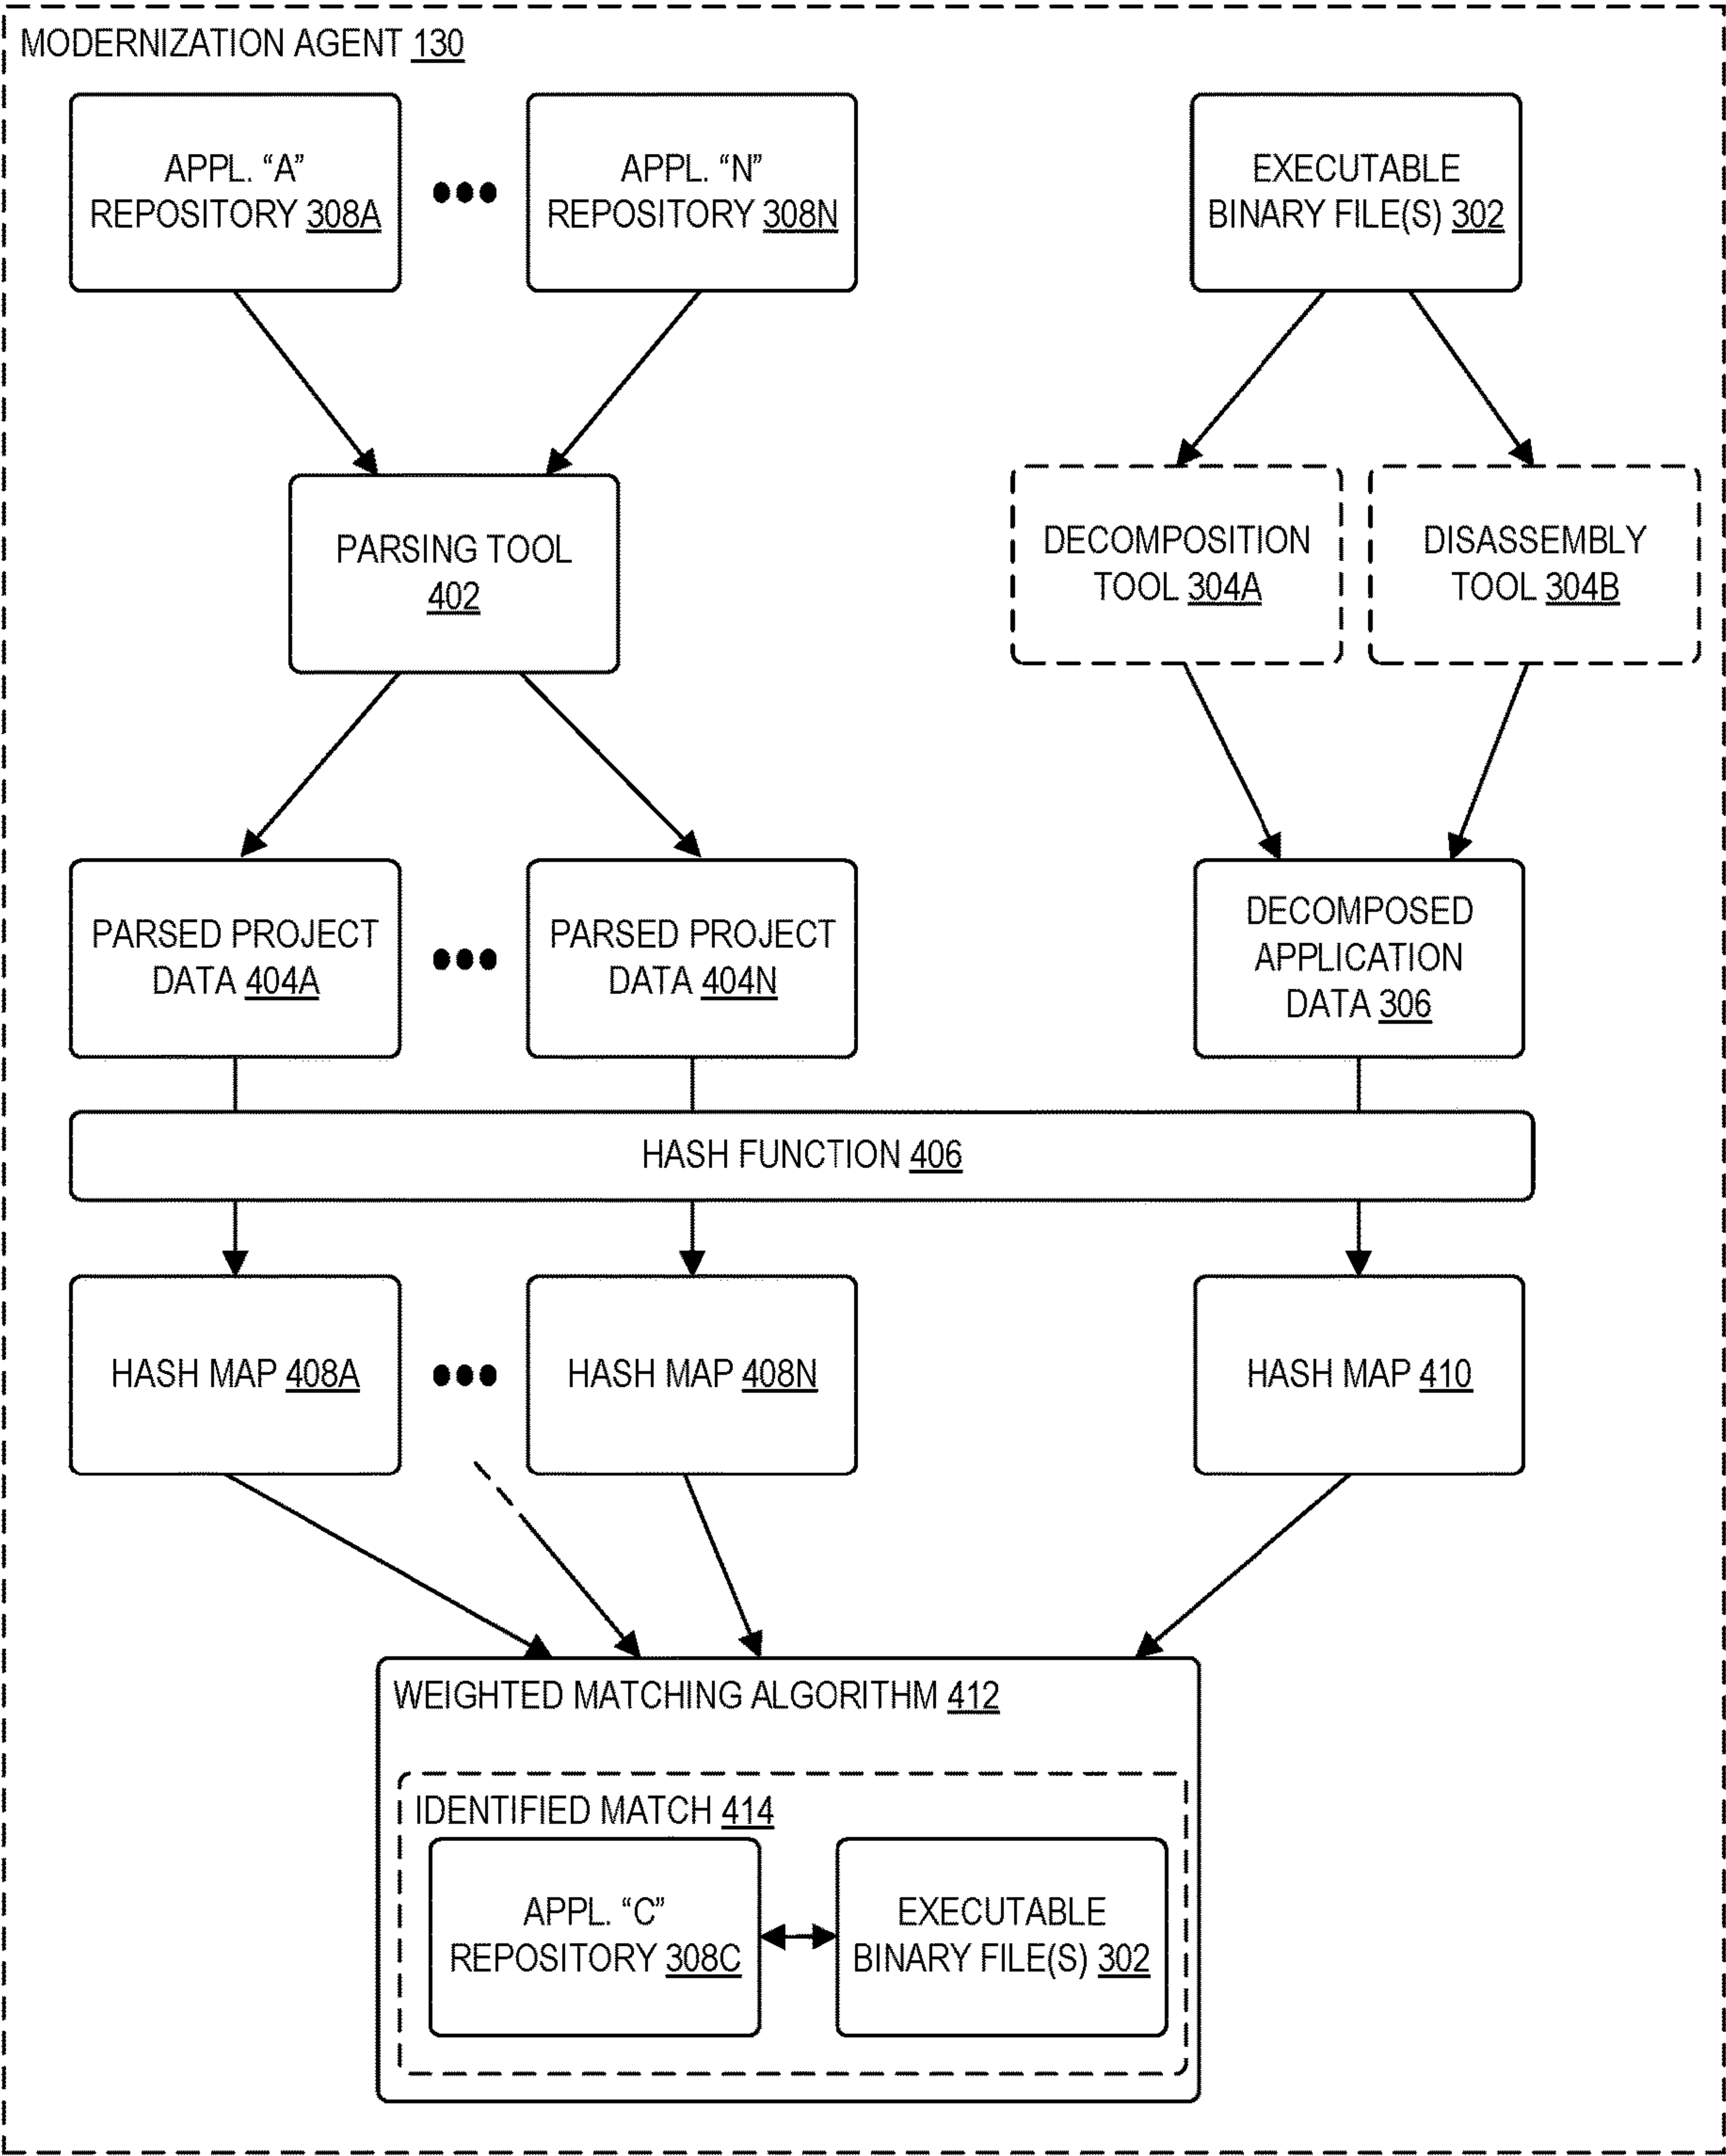 MODERNIZATION AGENT 130
APPL. “A”
REPOSITORY 308A
APPL. “N”
REPOSITORY 308N
EXECUTABLE
BINARY FILE(S) 302
PARSING TOOL
402
DECOMPOSITION
TOOL 304A
DISASSEMBLY
TOOL 304B
PARSED PROJECT
DATA 404A
PARSED PROJECT
DATA 404N
DECOMPOSED
APPLICATION
DATA 306
HASH FUNCTION 406
HASH MAP 408A
HASH MAP 408N
HASH MAP 410
WEIGHTED MATCHING ALGORITHM 412
IDENTIFIED MATCH 414
APPL. “C”
REPOSITORY 308C
EXECUTABLE
BINARY FILE(S) 302